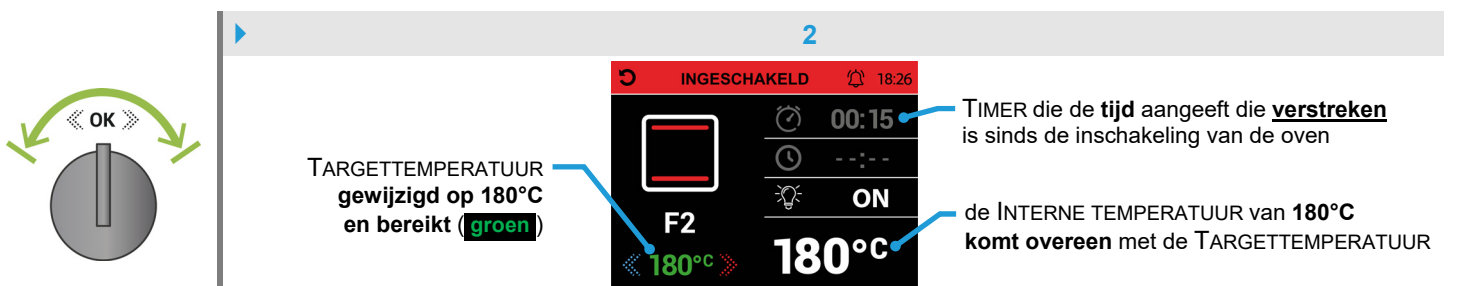 2
OK
INGESCHAKELD 18:26
00:15
--:--
ON
F2
180°C
180°C
TIMER die de tijd aangeeft die verstreken
is sinds de inschakeling van de oven
TARGETTEMPERATUUR
gewijzigd op 180°C
en bereikt (groen)
de INTERNE TEMPERATUUR van 180°C
komt overeen met de TARGETTEMPERATUUR